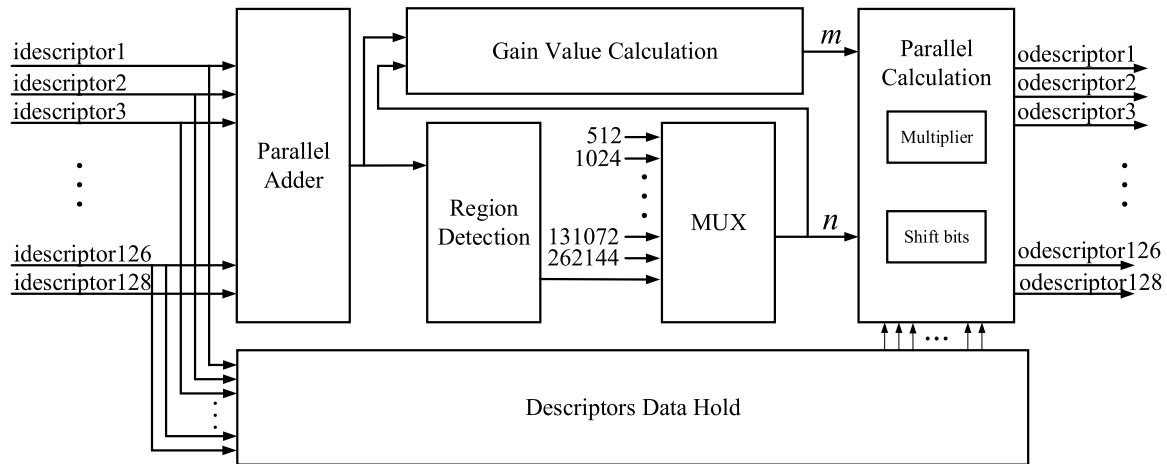 idescriptor1
idescriptor2
idescriptor3
idescriptor126
idescriptor128
Parallel
Adder
Gain Value Calculation
Region
Detection
512
1024
131072
262144
MUX
m
n
Parallel
Calculation
Multiplier
Shift bits
odescriptor1
odescriptor2
odescriptor3
odescriptor126
odescriptor128
Descriptors Data Hold